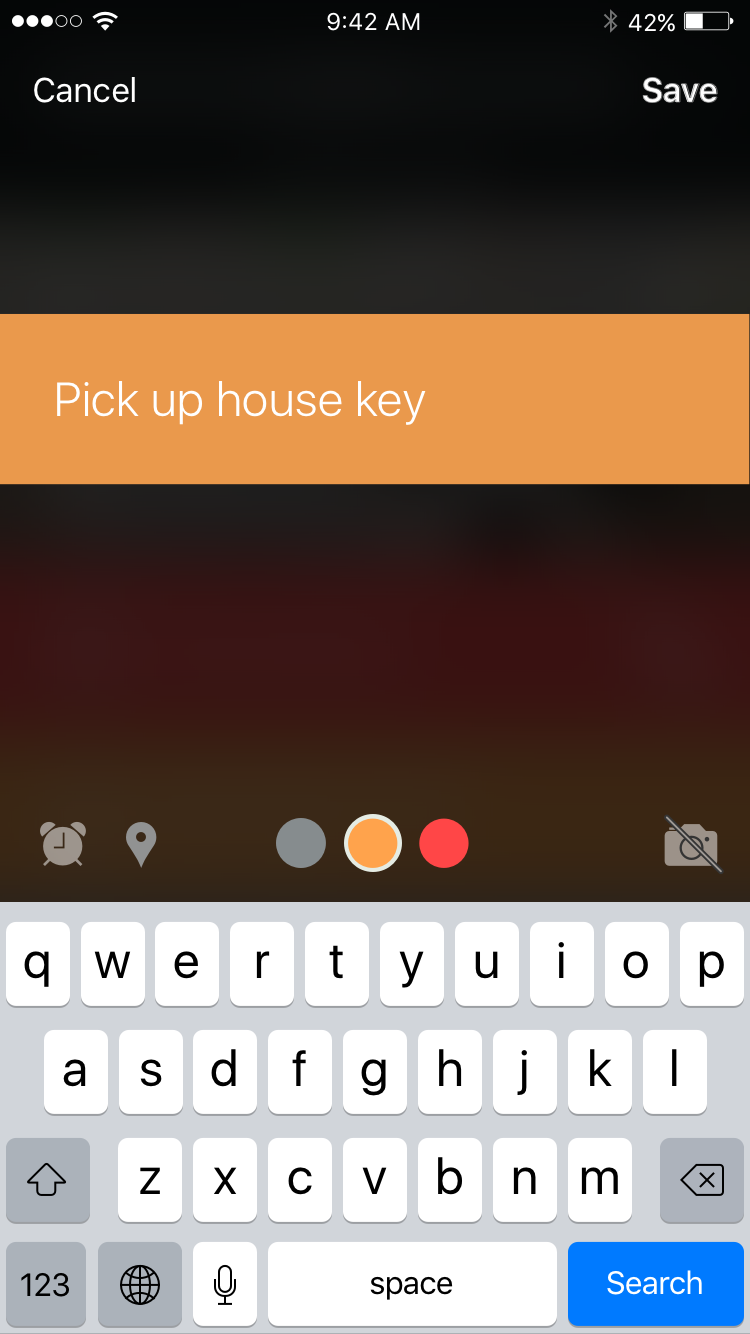 9:42 AM 42%
Cancel Save
Pick up house key
q w e r t y u i o p
a s d f g h j k l
z x c v b n m
123 space Search